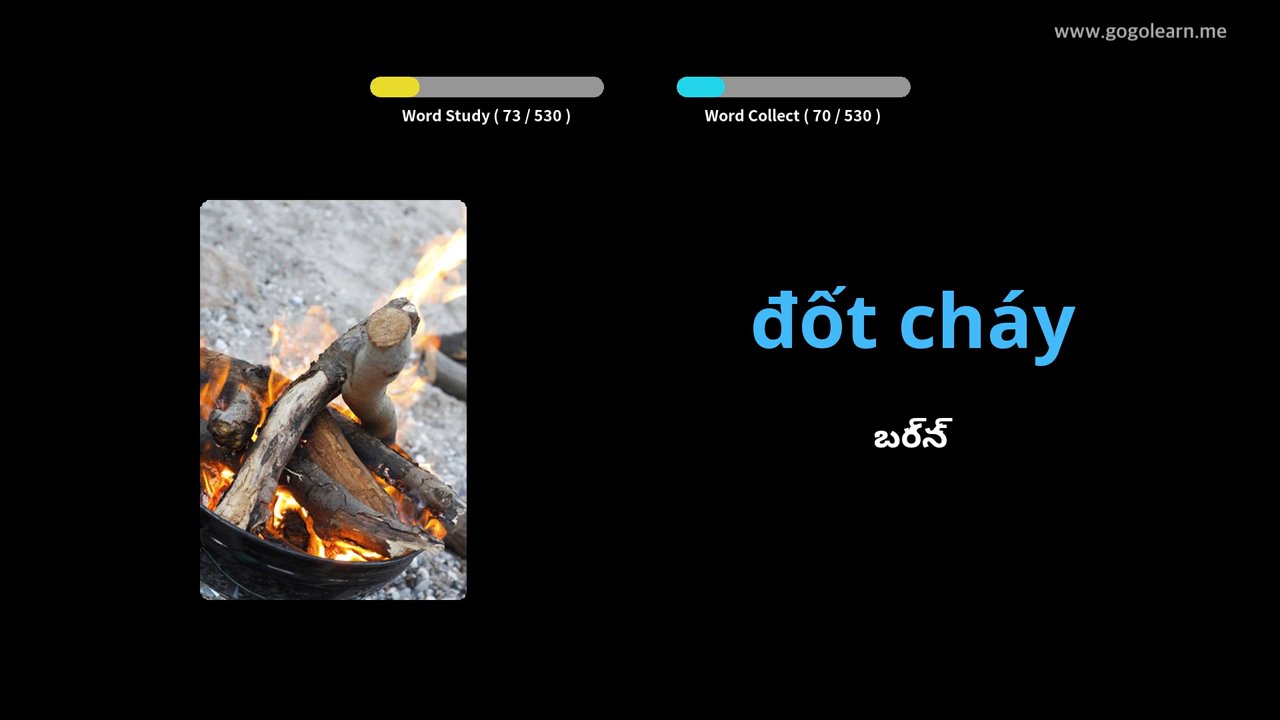 www.gogolearn.me
Word Study ( 73 / 530 )
Word Collect ( 70 / 530 )
đốt cháy
బర్న్